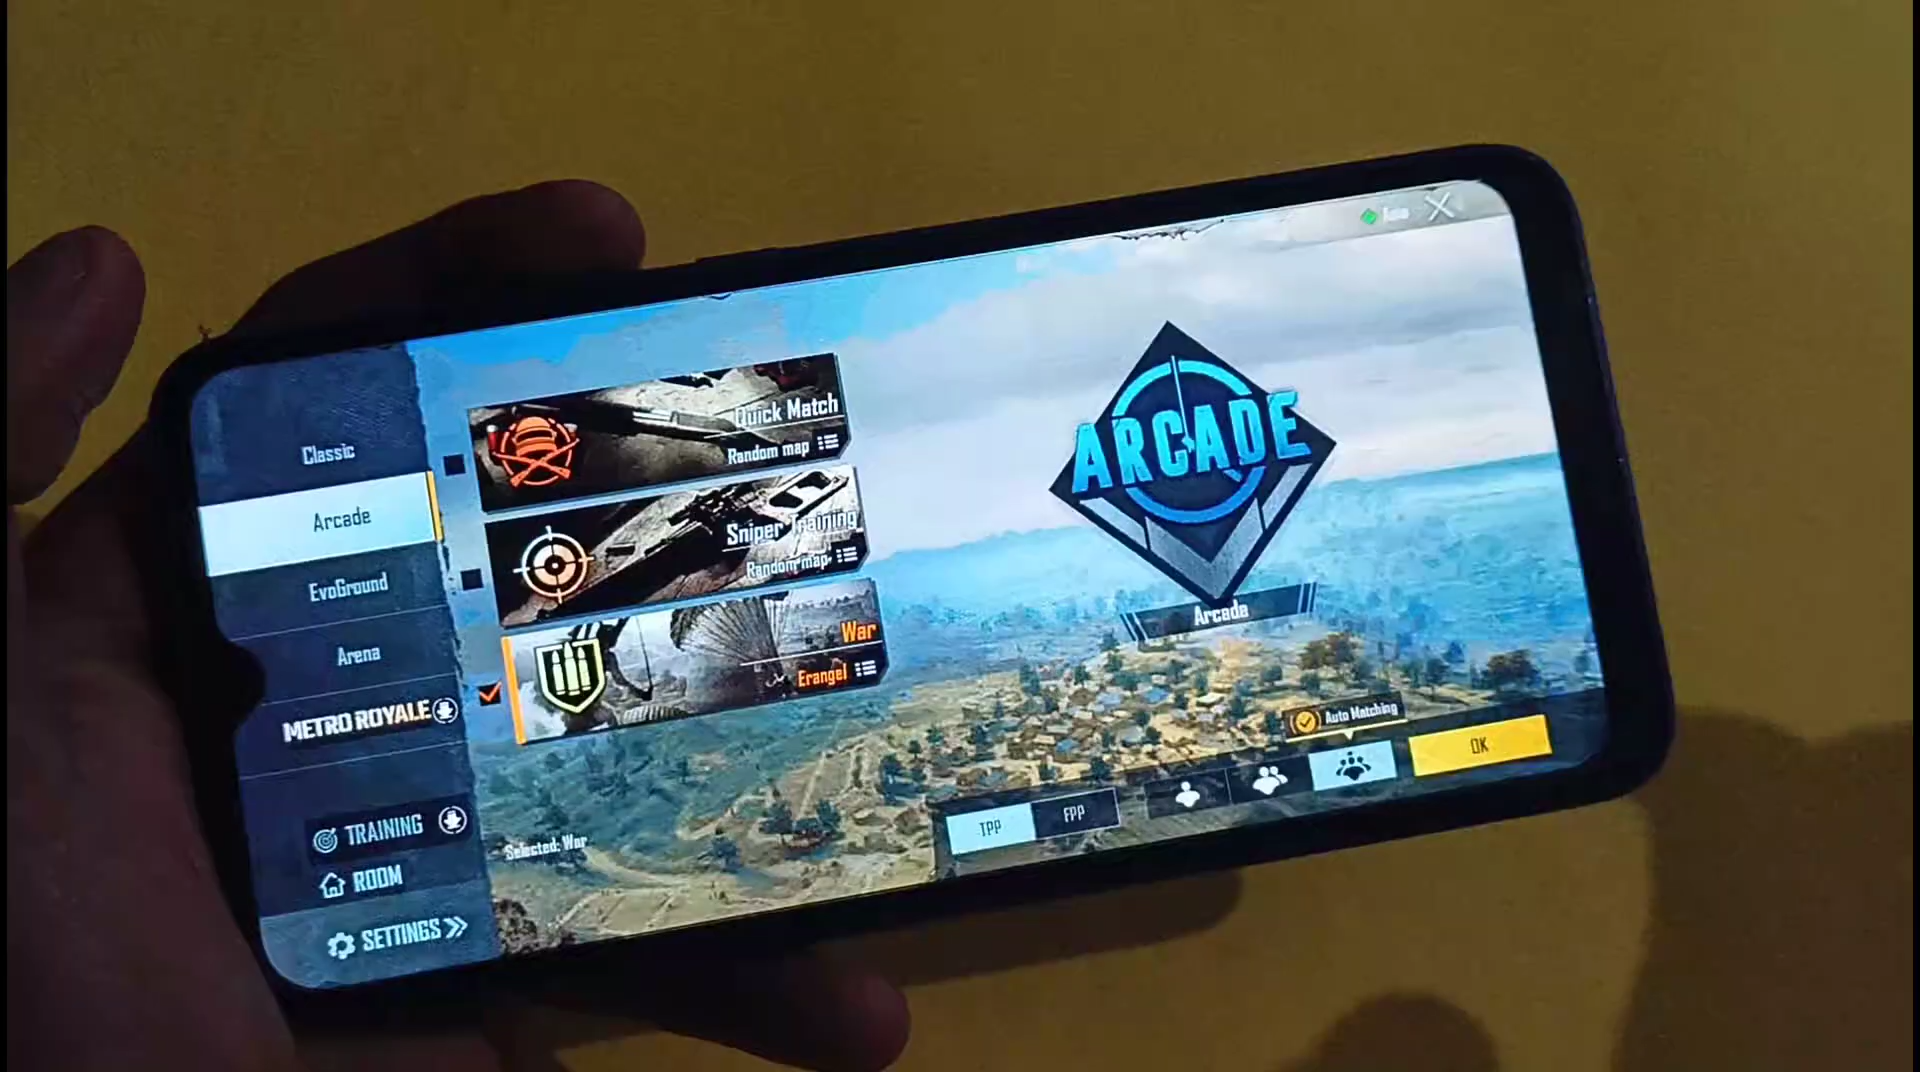 Classic
Arcade
EvoGround
Arena
METRO ROYALE
TRAINING
ROOM
SETTINGS
Quick Match
Random map
Sniper Training
Random map
War
Erangel
Selected: War
ARCADE
Arcade
Auto Matching
TPP
FPP
OK